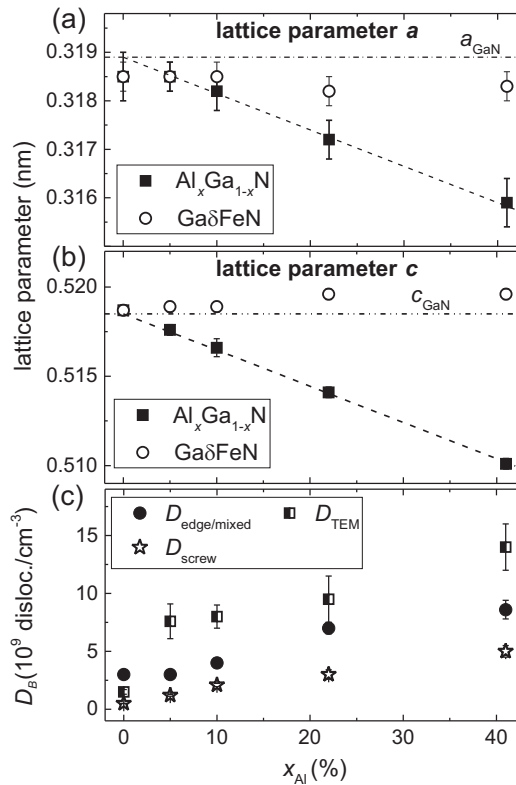 (a)
lattice parameter a
a_GaN
0.319
0.318
0.317
0.316
Al_xGa_1-xN
GaδFeN
lattice parameter (nm)
(b)
lattice parameter c
0.520
c_GaN
0.515
0.510
Al_xGa_1-xN
GaδFeN
(c)
D_edge/mixed
D_TEM
D_screw
15
10
5
0
D_B(10^9 disloc./cm^-3)
0 10 20 30 40
x_Al(%)